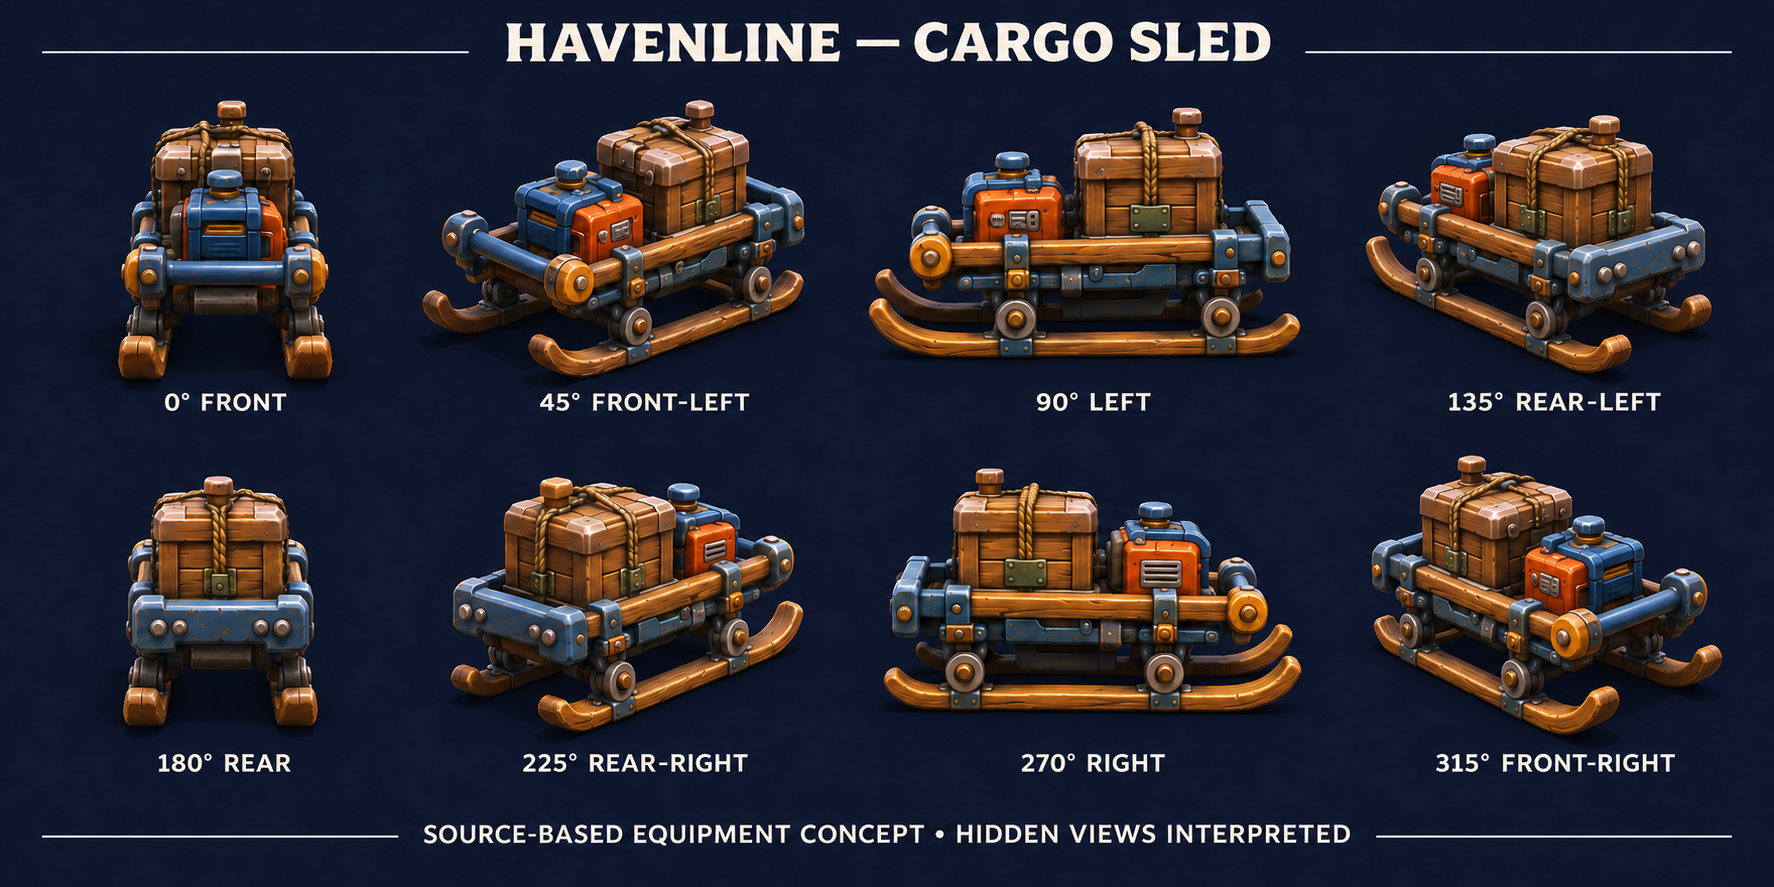 HAVENLINE — CARGO SLED
0° FRONT
45° FRONT-LEFT
90° LEFT
135° REAR-LEFT
180° REAR
225° REAR-RIGHT
270° RIGHT
315° FRONT-RIGHT
SOURCE-BASED EQUIPMENT CONCEPT • HIDDEN VIEWS INTERPRETED